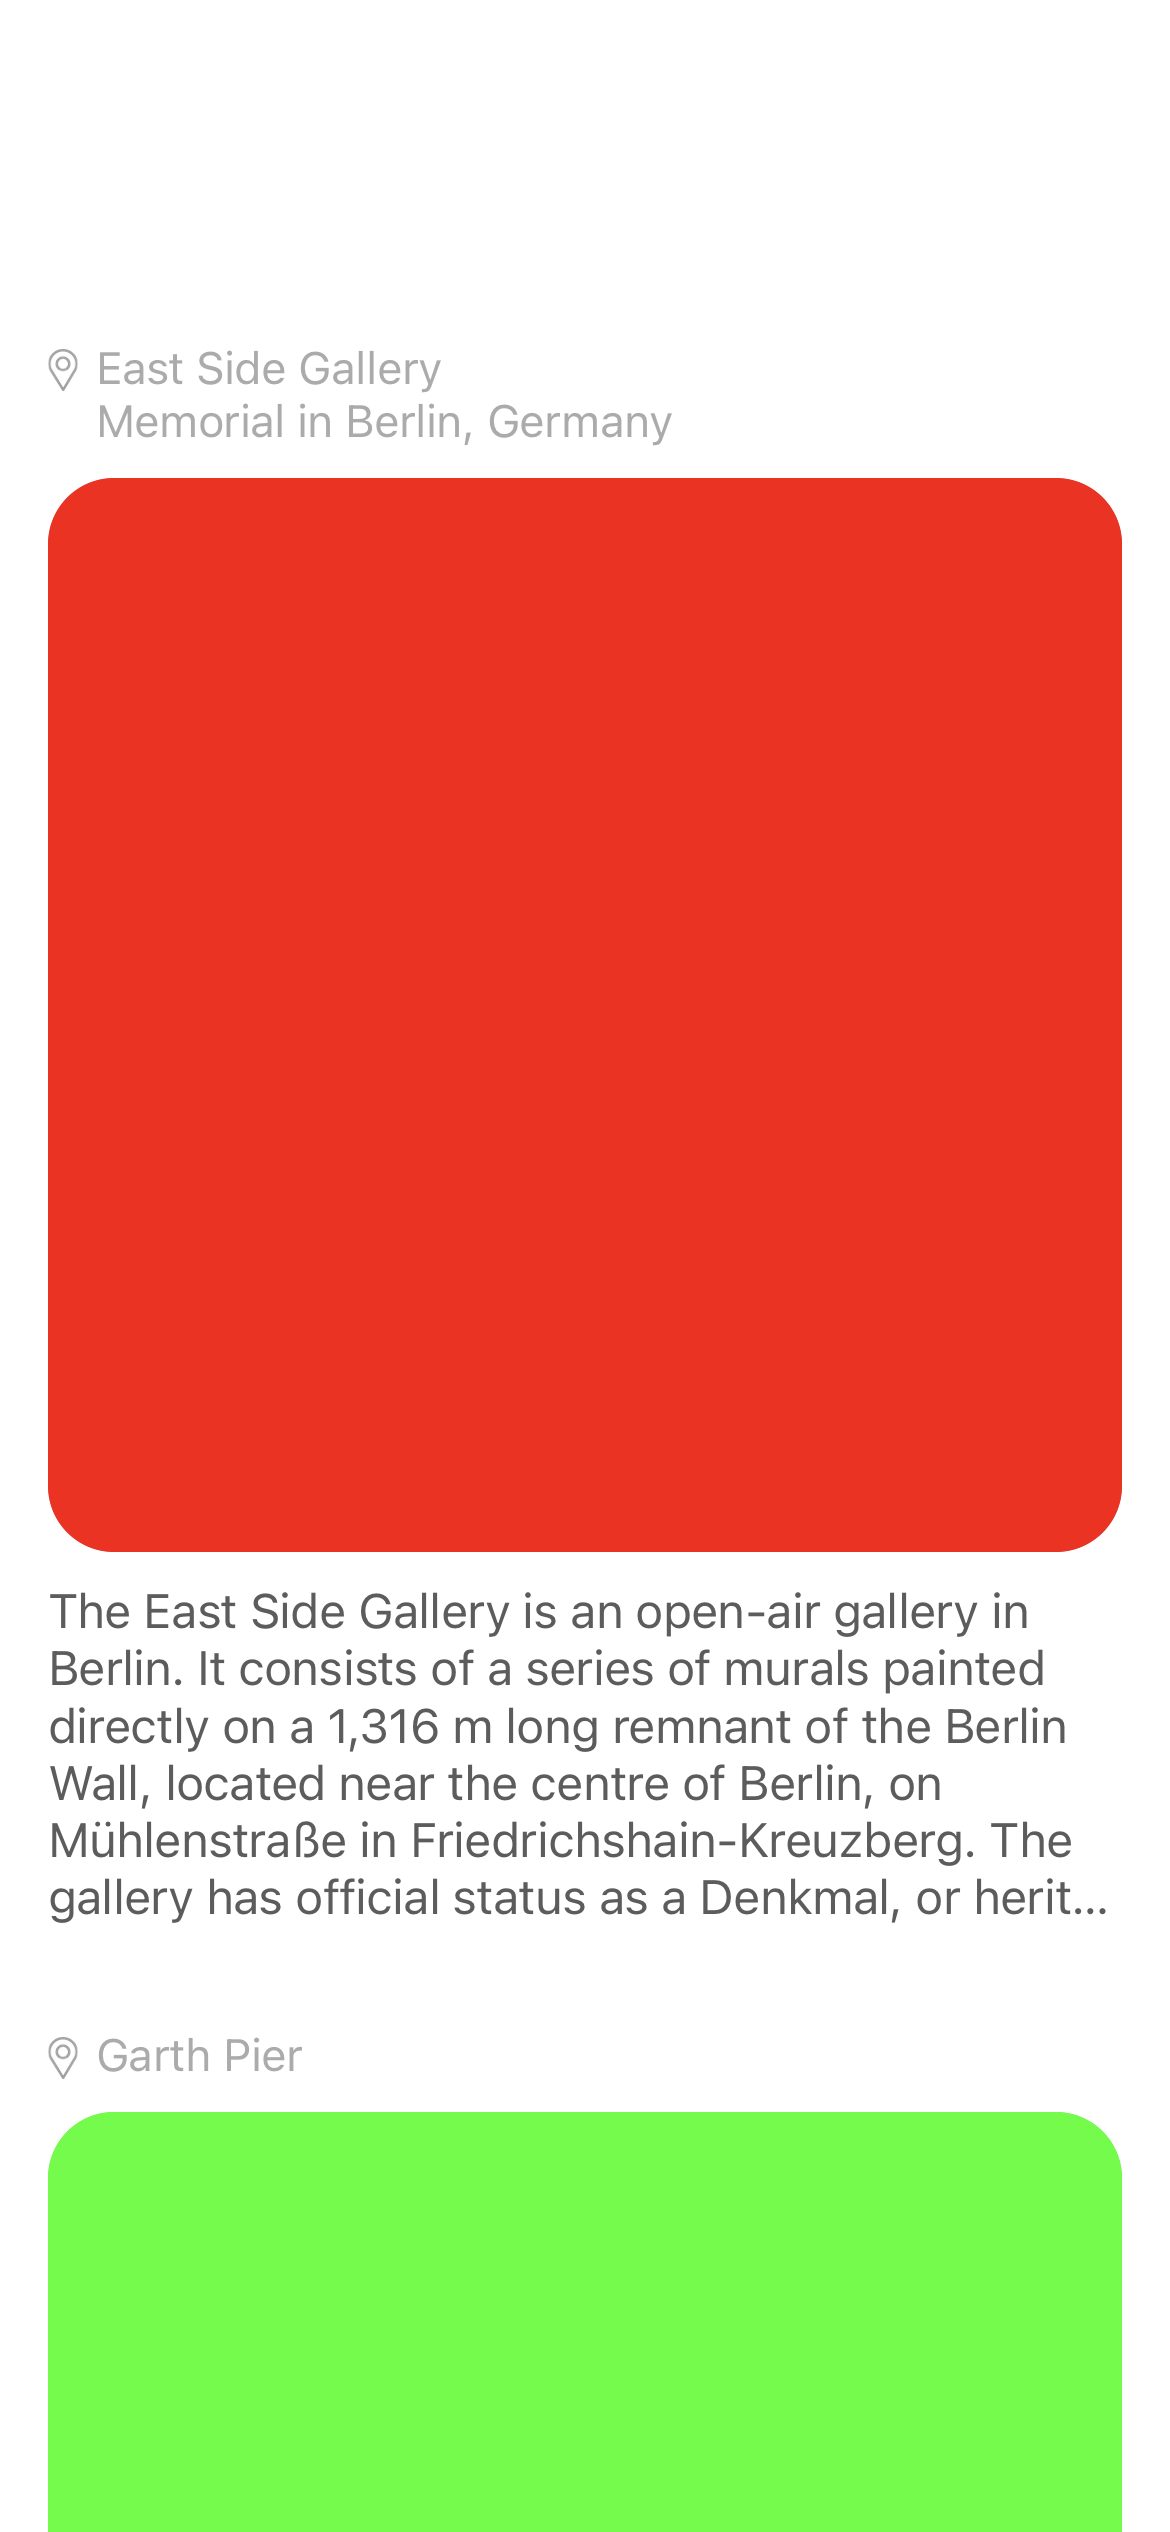 East Side Gallery
Memorial in Berlin, Germany
The East Side Gallery is an open-air gallery in
Berlin. It consists of a series of murals painted
directly on a 1,316 m long remnant of the Berlin
Wall, located near the centre of Berlin, on
Mühlenstraße in Friedrichshain-Kreuzberg. The
gallery has official status as a Denkmal, or herit...
Garth Pier